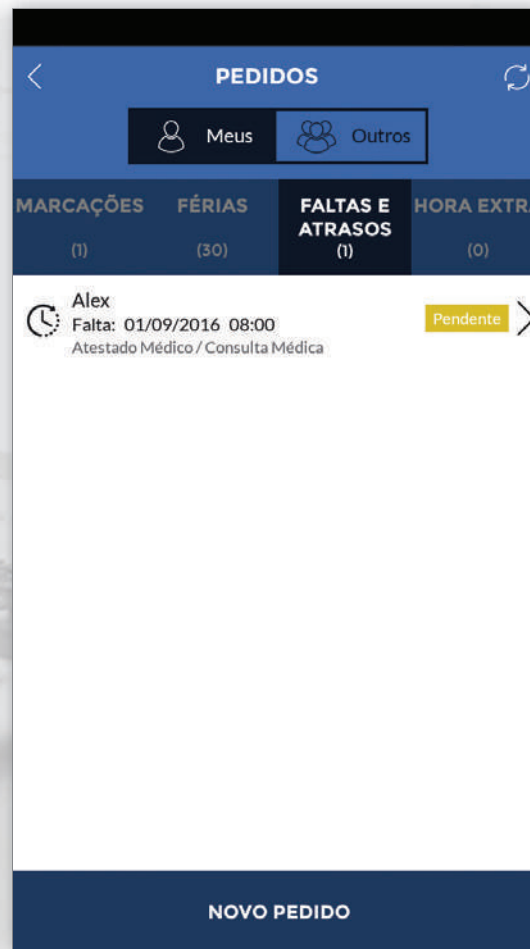 PEDIDOS
Meus Outros
MARCAÇÕES FÉRIAS FALTAS E ATRASOS HORA EXTR
(1) (30) (1) (0)
Alex
Falta: 01/09/2016 08:00
Atestado Médico / Consulta Médica
Pendente
NOVO PEDIDO